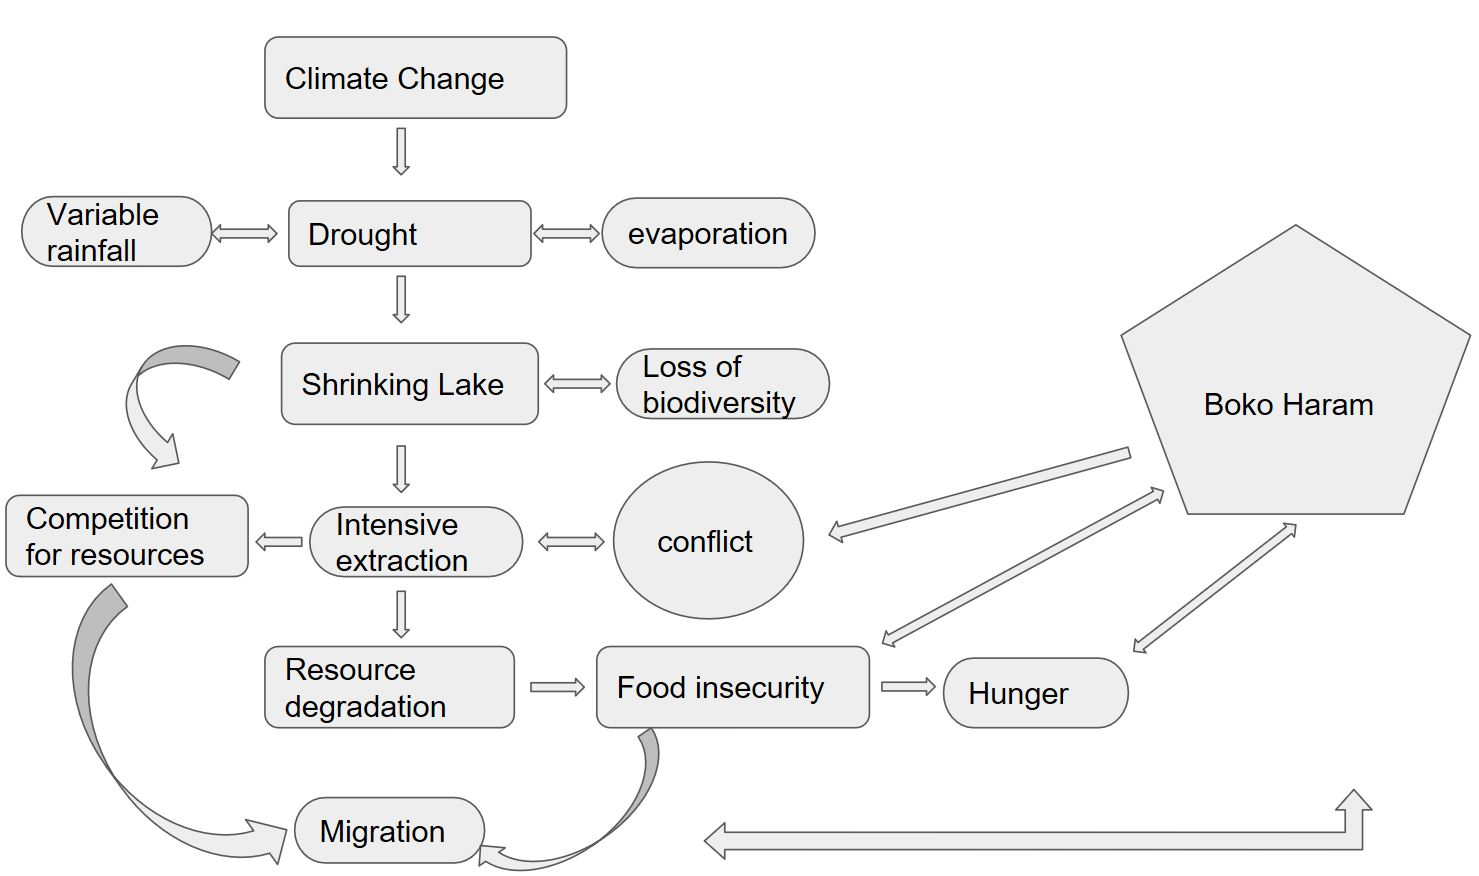 Climate Change
Variable
rainfall
Drought
evaporation
Shrinking Lake
Loss of
biodiversity
Boko Haram
Competition
for resources
Intensive
extraction
conflict
Resource
degradation
Food insecurity
Hunger
Migration